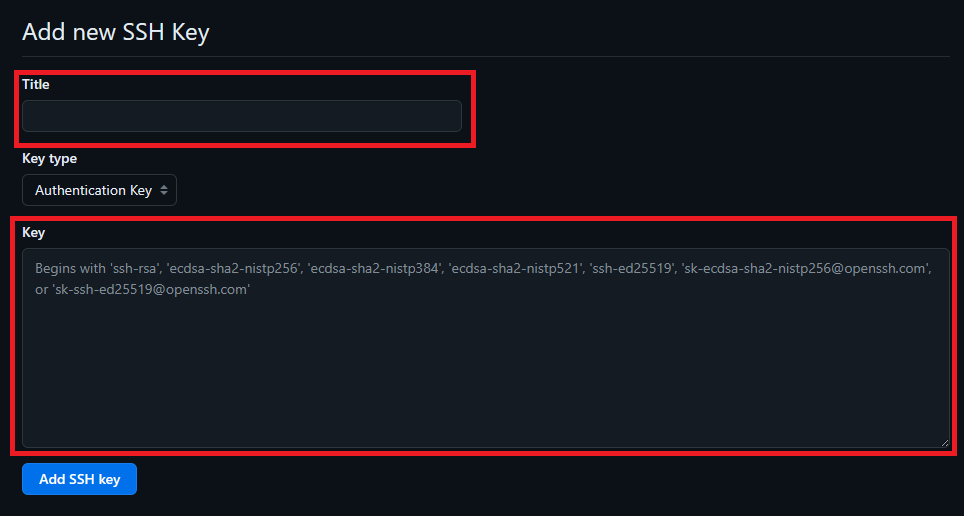 Add new SSH Key
Title
Key type
Authentication Key
Key
Begins with 'ssh-rsa', 'ecdsa-sha2-nistp256', 'ecdsa-sha2-nistp384', 'ecdsa-sha2-nistp521', 'ssh-ed25519', 'sk-ecdsa-sha2-nistp256@openssh.com',
or 'sk-ssh-ed25519@openssh.com'
Add SSH key